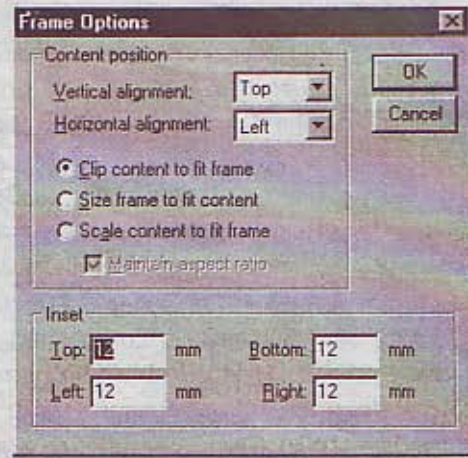 Frame Options
Content position
Vertical alignment: Top
Horizontal alignment: Left
Clip content to fit frame
Size frame to fit content
Scale content to fit frame
Maintain aspect ratio
OK
Cancel
Inset
Top: 12 mm Bottom: 12 mm
Left: 12 mm Right: 12 mm